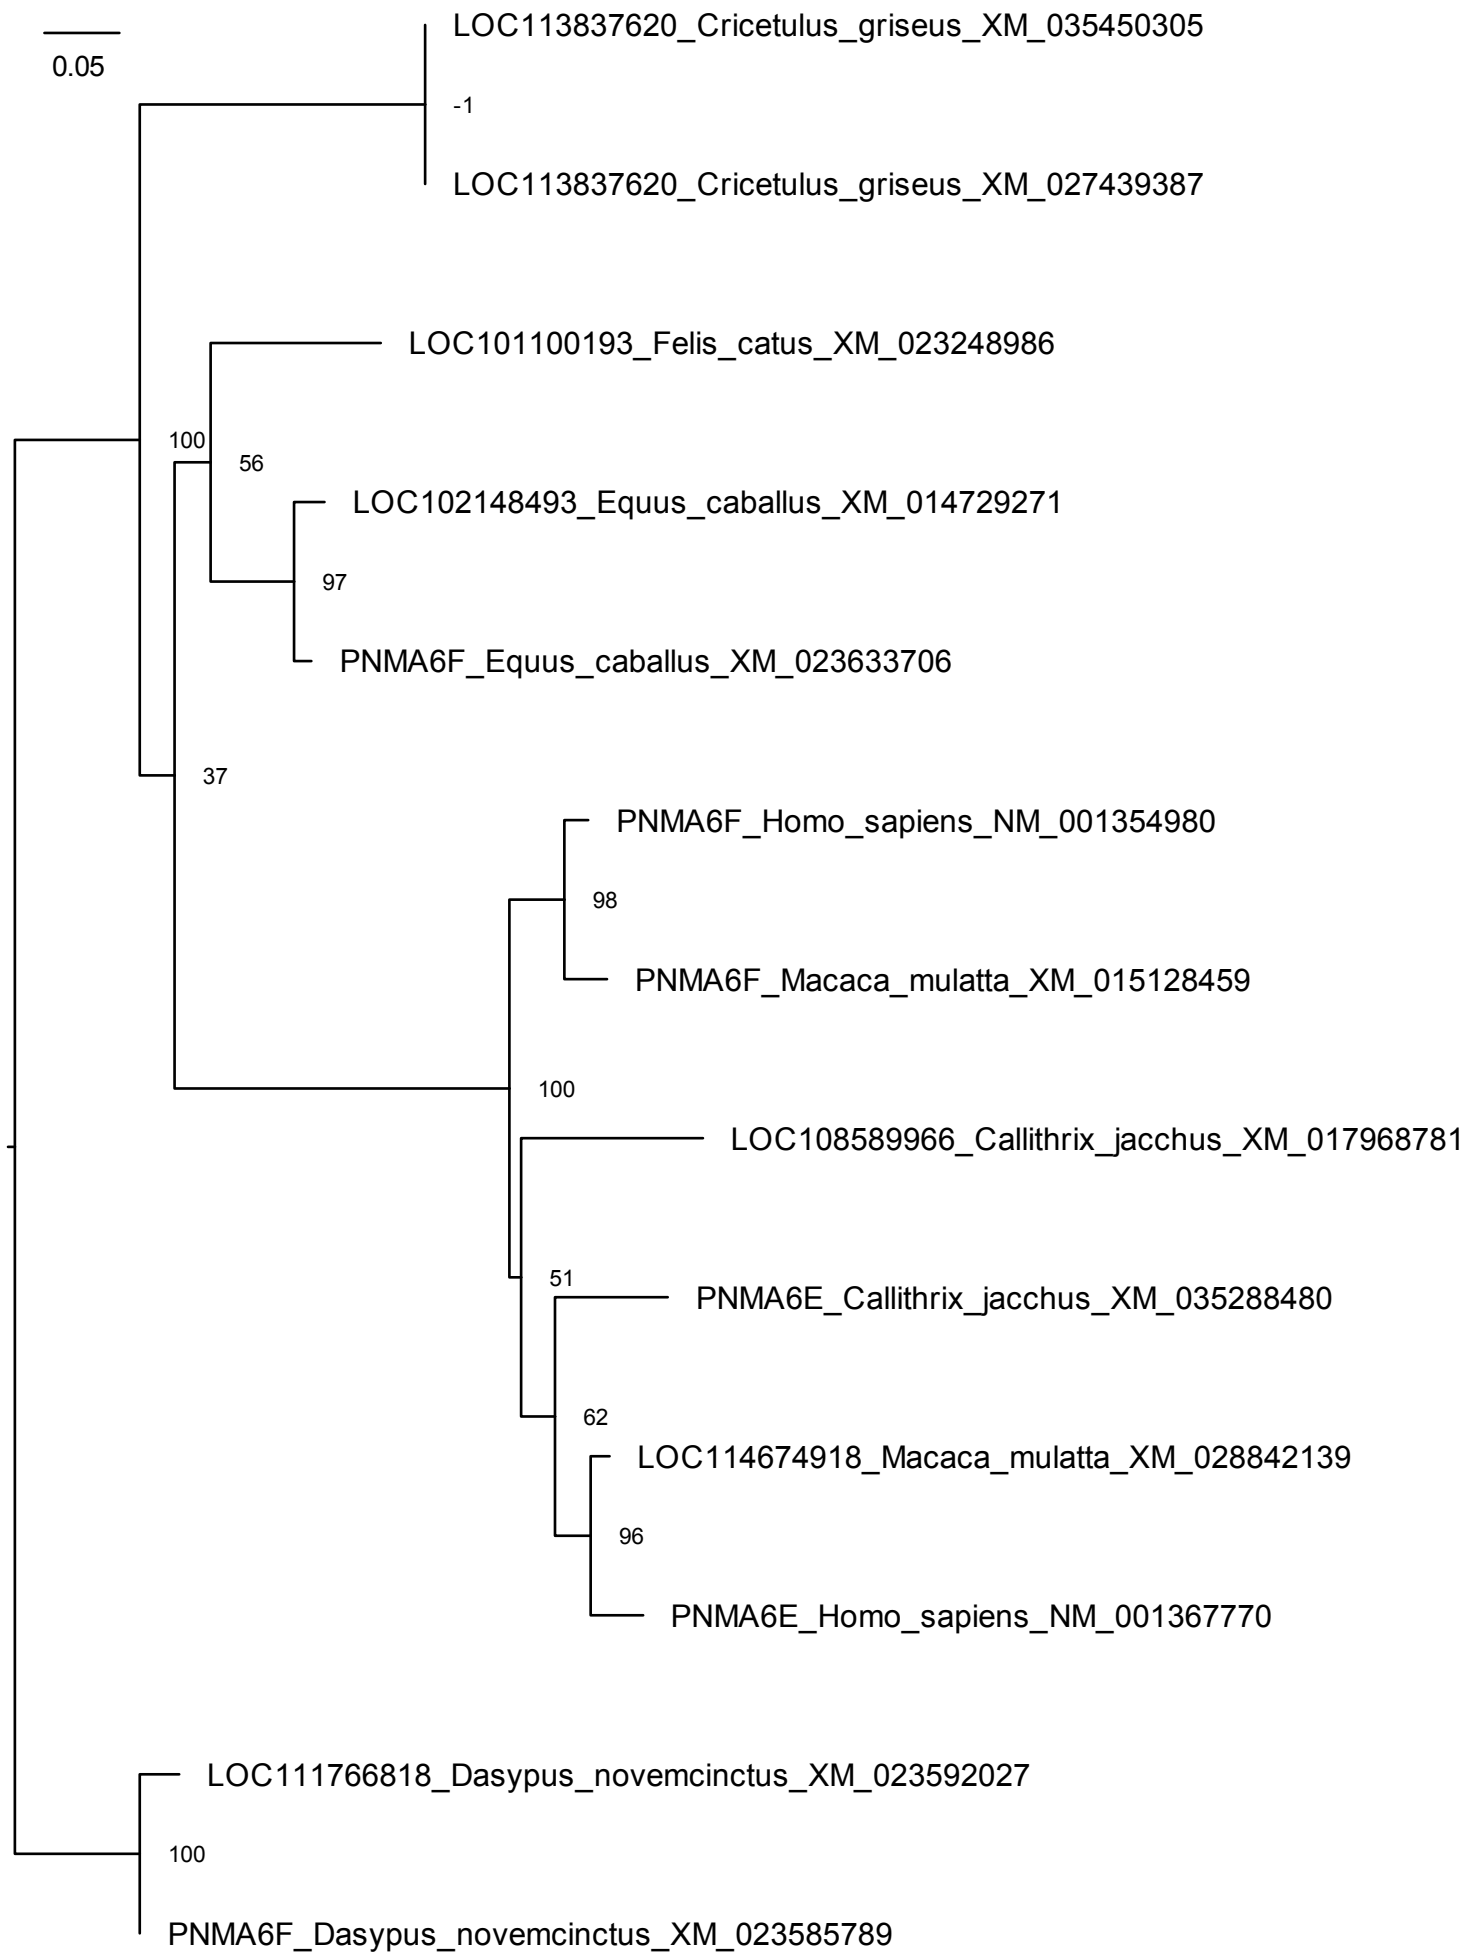 LOC113837620_Cricetulus_griseus_XM_035450305
0.05
-1
LOC113837620_Cricetulus_griseus_XM_027439387
LOC101100193_Felis_catus_XM_023248986
100
56
LOC102148493_Equus_caballus_XM_014729271
97
PNMA6F_Equus_caballus_XM_023633706
37
PNMA6F_Homo_sapiens_NM_001354980
98
PNMA6F_Macaca_mulatta_XM_015128459
100
LOC108589966_Callithrix_jacchus_XM_017968781
51
PNMA6E_Callithrix_jacchus_XM_035288480
62
LOC114674918_Macaca_mulatta_XM_028842139
96
PNMA6E_Homo_sapiens_NM_001367770
LOC111766818_Dasypus_novemcinctus_XM_023592027
100
PNMA6F_Dasypus_novemcinctus_XM_023585789